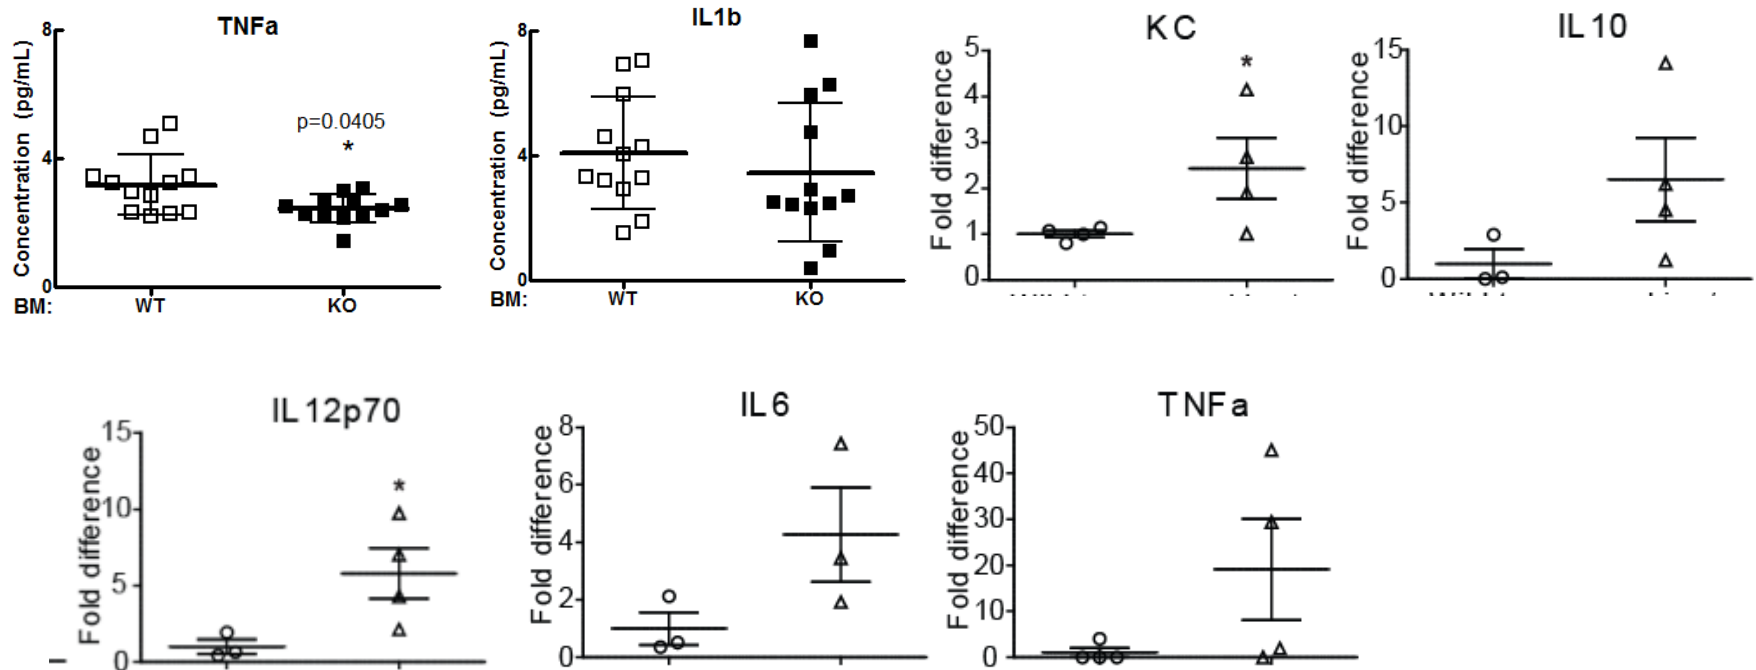 TNFa
Concentration (pg/mL)
8
4
0
p=0.0405
*
BM: WT KO
IL1b
Concentration (pg/mL)
8
4
0
BM: WT KO
KC
Fold difference
5
4
3
2
1
0
*
IL10
Fold difference
15
10
5
0
IL12p70
Fold difference
15
10
5
0
*
IL6
Fold difference
8
6
4
2
0
TNFa
Fold difference
50
40
30
20
10
0